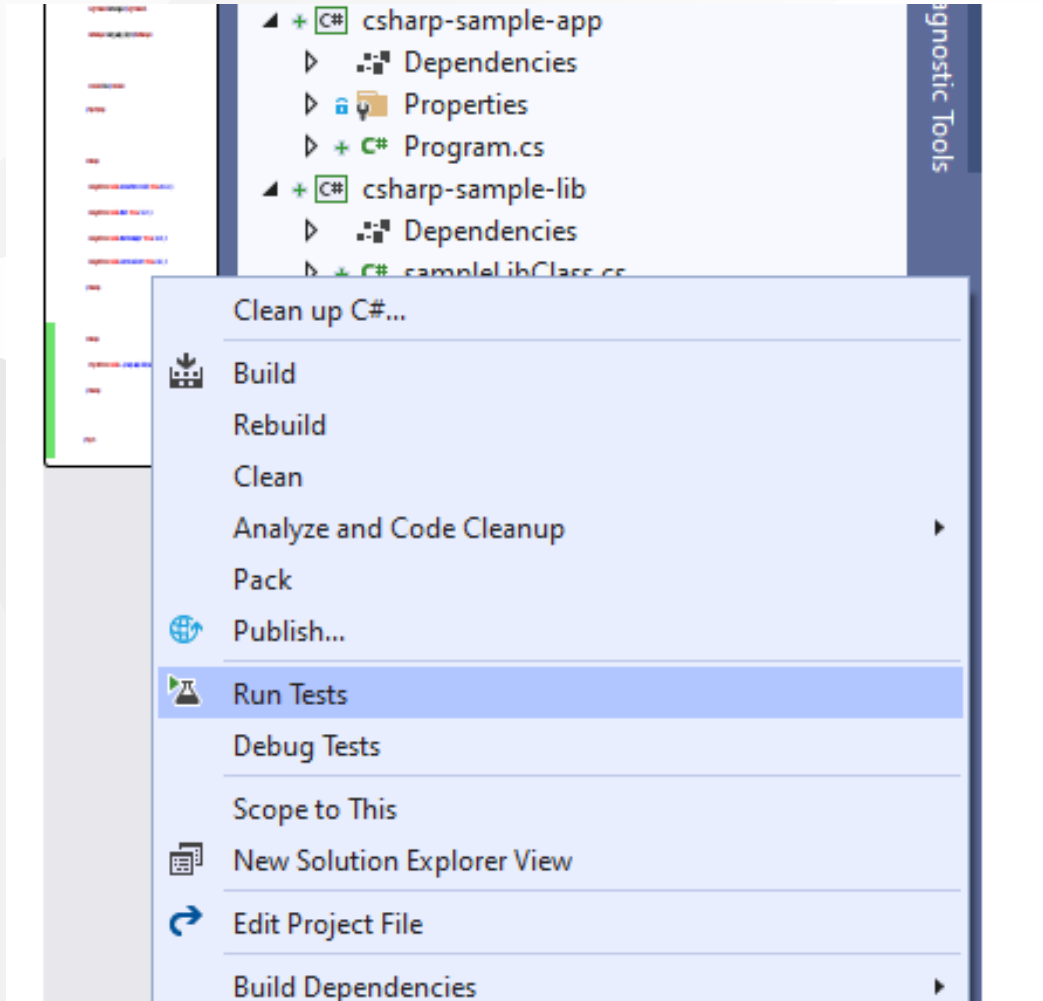 csharp-sample-app
Dependencies
Properties
C# Program.cs
C# csharp-sample-lib
Dependencies
C# sampleLibClass.cs
agnostic Tools
Clean up C#...
Build
Rebuild
Clean
Analyze and Code Cleanup
Pack
Publish...
Run Tests
Debug Tests
Scope to This
New Solution Explorer View
Edit Project File
Build Dependencies